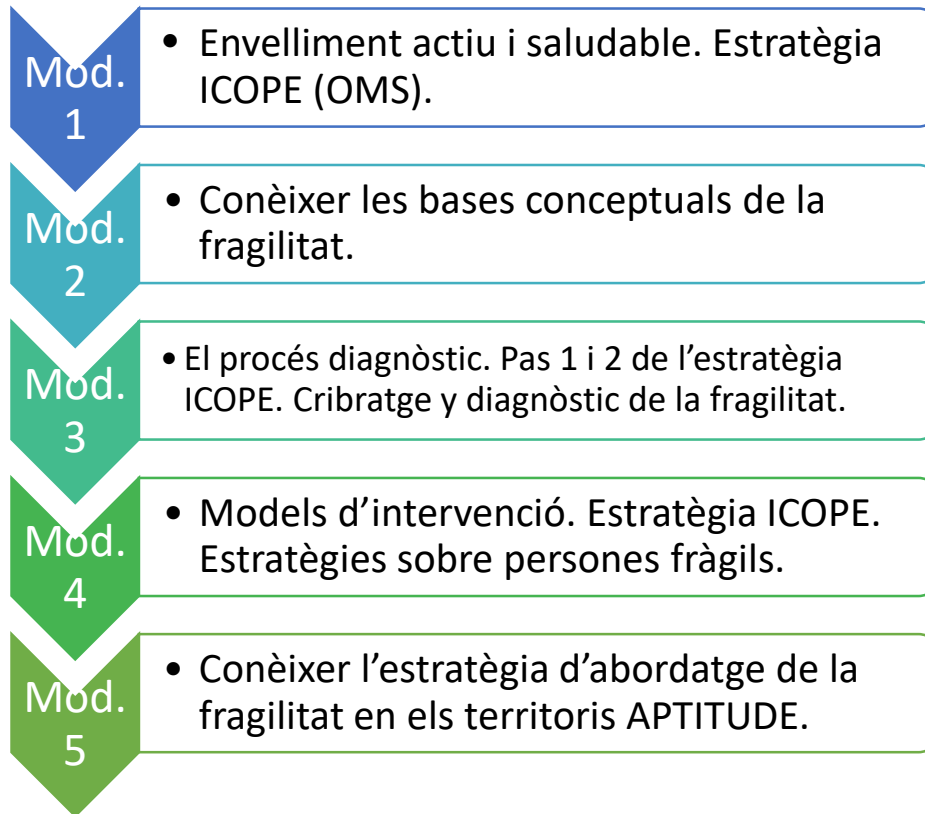 Mod.
1
• Envelliment actiu i saludable. Estratègia
ICOPE (OMS).
Mod.
2
• Conèixer les bases conceptuals de la
fragilitat.
Mod.
3
• El procés diagnòstic. Pas 1 i 2 de l’estratègia
ICOPE. Cribratge y diagnòstic de la fragilitat.
Mod.
4
• Models d’intervenció. Estratègia ICOPE.
Estratègies sobre persones fràgils.
Mod.
5
• Conèixer l’estratègia d’abordatge de la
fragilitat en els territoris APTITUDE.